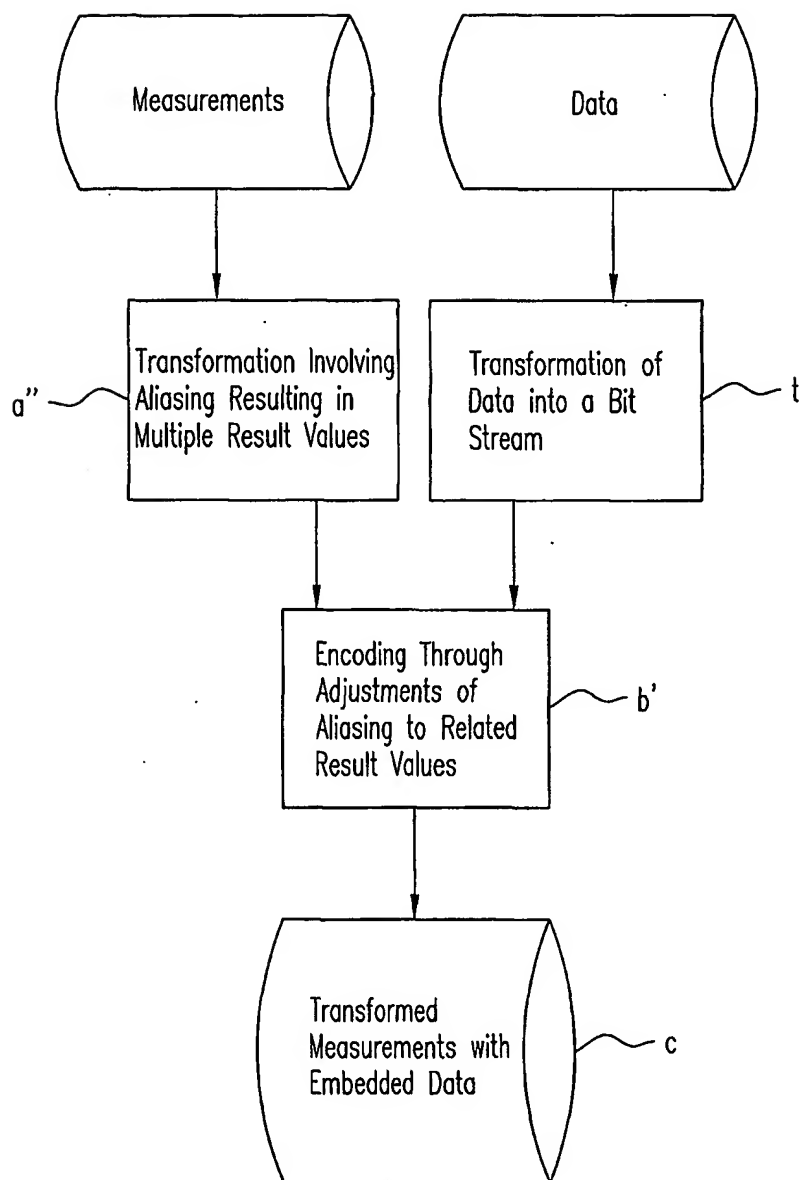 Measurements
Data
Transformation Involving
Aliasing Resulting in
Multiple Result Values
a"
Transformation of
Data into a Bit
Stream
t
Encoding Through
Adjustments of
Aliasing to Related
Result Values
b'
Transformed
Measurements with
Embedded Data
c